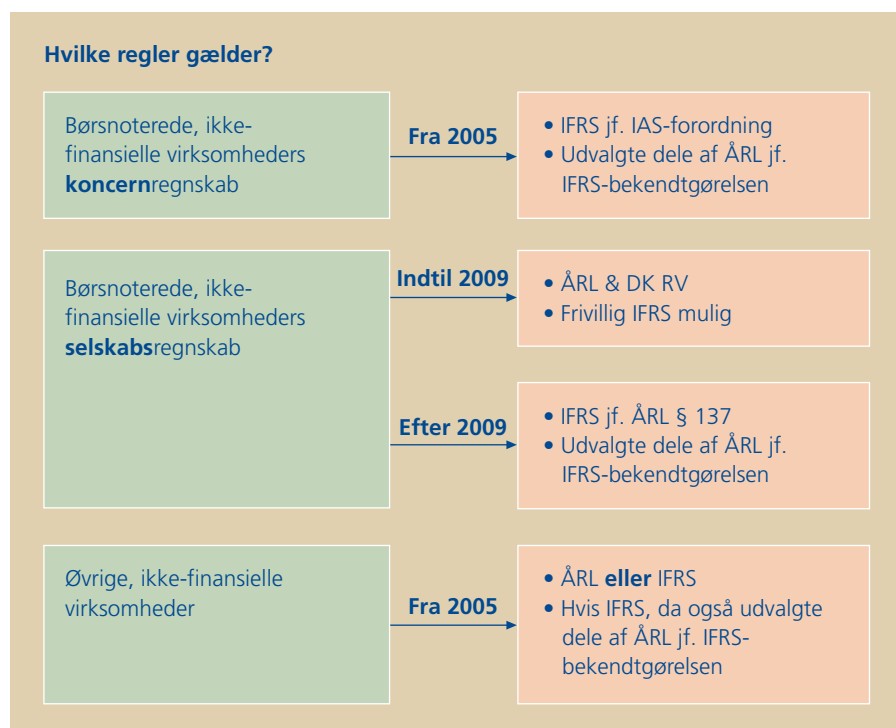 Hvilke regler gælder?
Børsnoterede, ikke-
finansielle virksomheders
koncernregnskab
Fra 2005
• IFRS jf. IAS-forordning
• Udvalgte dele af ÅRL jf.
IFRS-bekendtgørelsen
Børsnoterede, ikke-
finansielle virksomheders
selskabsregnskab
Indtil 2009
• ÅRL & DK RV
• Frivillig IFRS mulig
Efter 2009
• IFRS jf. ÅRL § 137
• Udvalgte dele af ÅRL jf.
IFRS-bekendtgørelsen
Øvrige, ikke-finansielle
virksomheder
Fra 2005
• ÅRL eller IFRS
• Hvis IFRS, da også udvalgte
dele af ÅRL jf. IFRS-
bekendtgørelsen